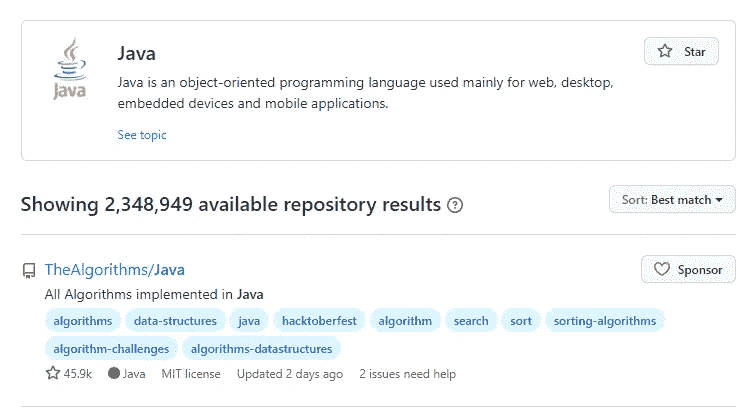 Java
Java
Star
Java is an object-oriented programming language used mainly for web, desktop,
embedded devices and mobile applications.
See topic
Showing 2,348,949 available repository results
Sort: Best match
TheAlgorithms/Java
Sponsor
All Algorithms implemented in Java
algorithms data-structures java hacktoberfest algorithm search sort sorting-algorithms
algorithm-challenges algorithms-datastructures
45.9k Java MIT license Updated 2 days ago 2 issues need help